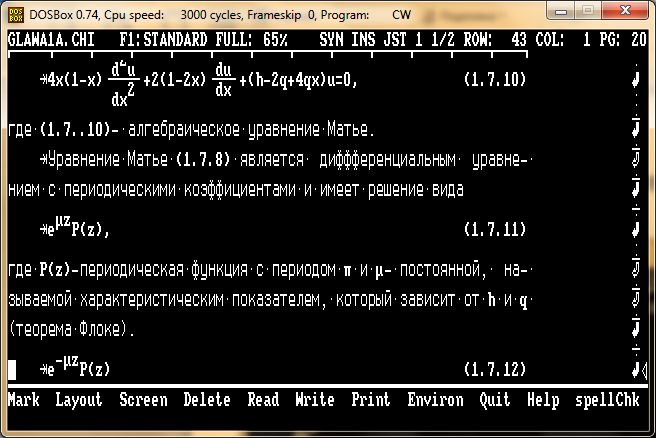 DOSBox 0.74, Cpu speed: 3000 cycles, Frameskip 0, Program: CW
GLAWA1A.CHI F1:STANDARD FULL: 65% SYN INS JST 1 1/2 ROW: 43 COL: 1 PG: 20
4x(1-x) d²u/dx² +2(1-2x) du/dx +(h-2q+4qx)u=0, (1.7.10)
где (1.7..10)- алгебраическое уравнение Матье.
Уравнение Матье (1.7.8) является диффференциальным уравне-
нием с периодическими коэффициентами и имеет решение вида
e^μz P(z), (1.7.11)
где P(z)-периодическая функция с периодом π и μ- постоянной, на-
зываемой характеристическим показателем, который зависит от h и q
(теорема Флоке).
e^-μz P(z) (1.7.12)
Mark Layout Screen Delete Read Write Print Environ Quit Help spellChk